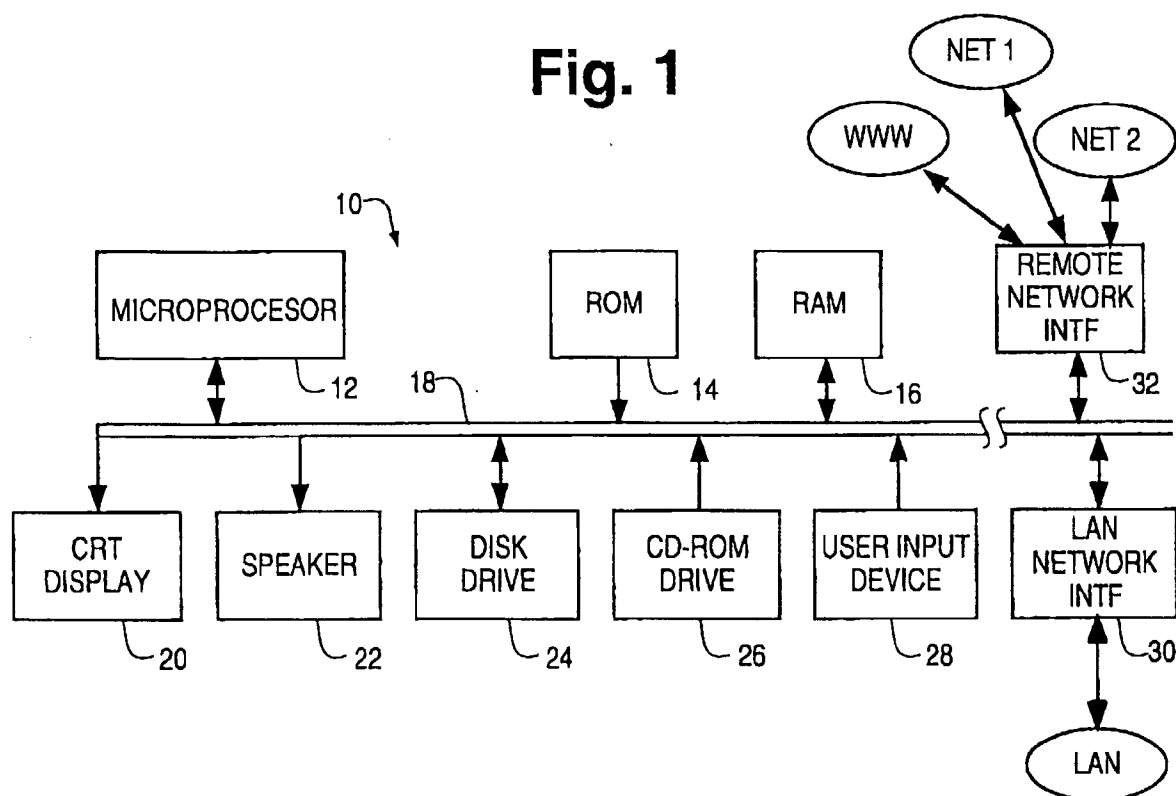 Fig. 1
NET 1
WWW
NET 2
10
MICROPROCESOR
ROM
RAM
REMOTE
NETWORK
INTF
12
18
14
16
32
CRT
DISPLAY
SPEAKER
DISK
DRIVE
CD-ROM
DRIVE
USER INPUT
DEVICE
LAN
NETWORK
INTF
20
22
24
26
28
30
LAN